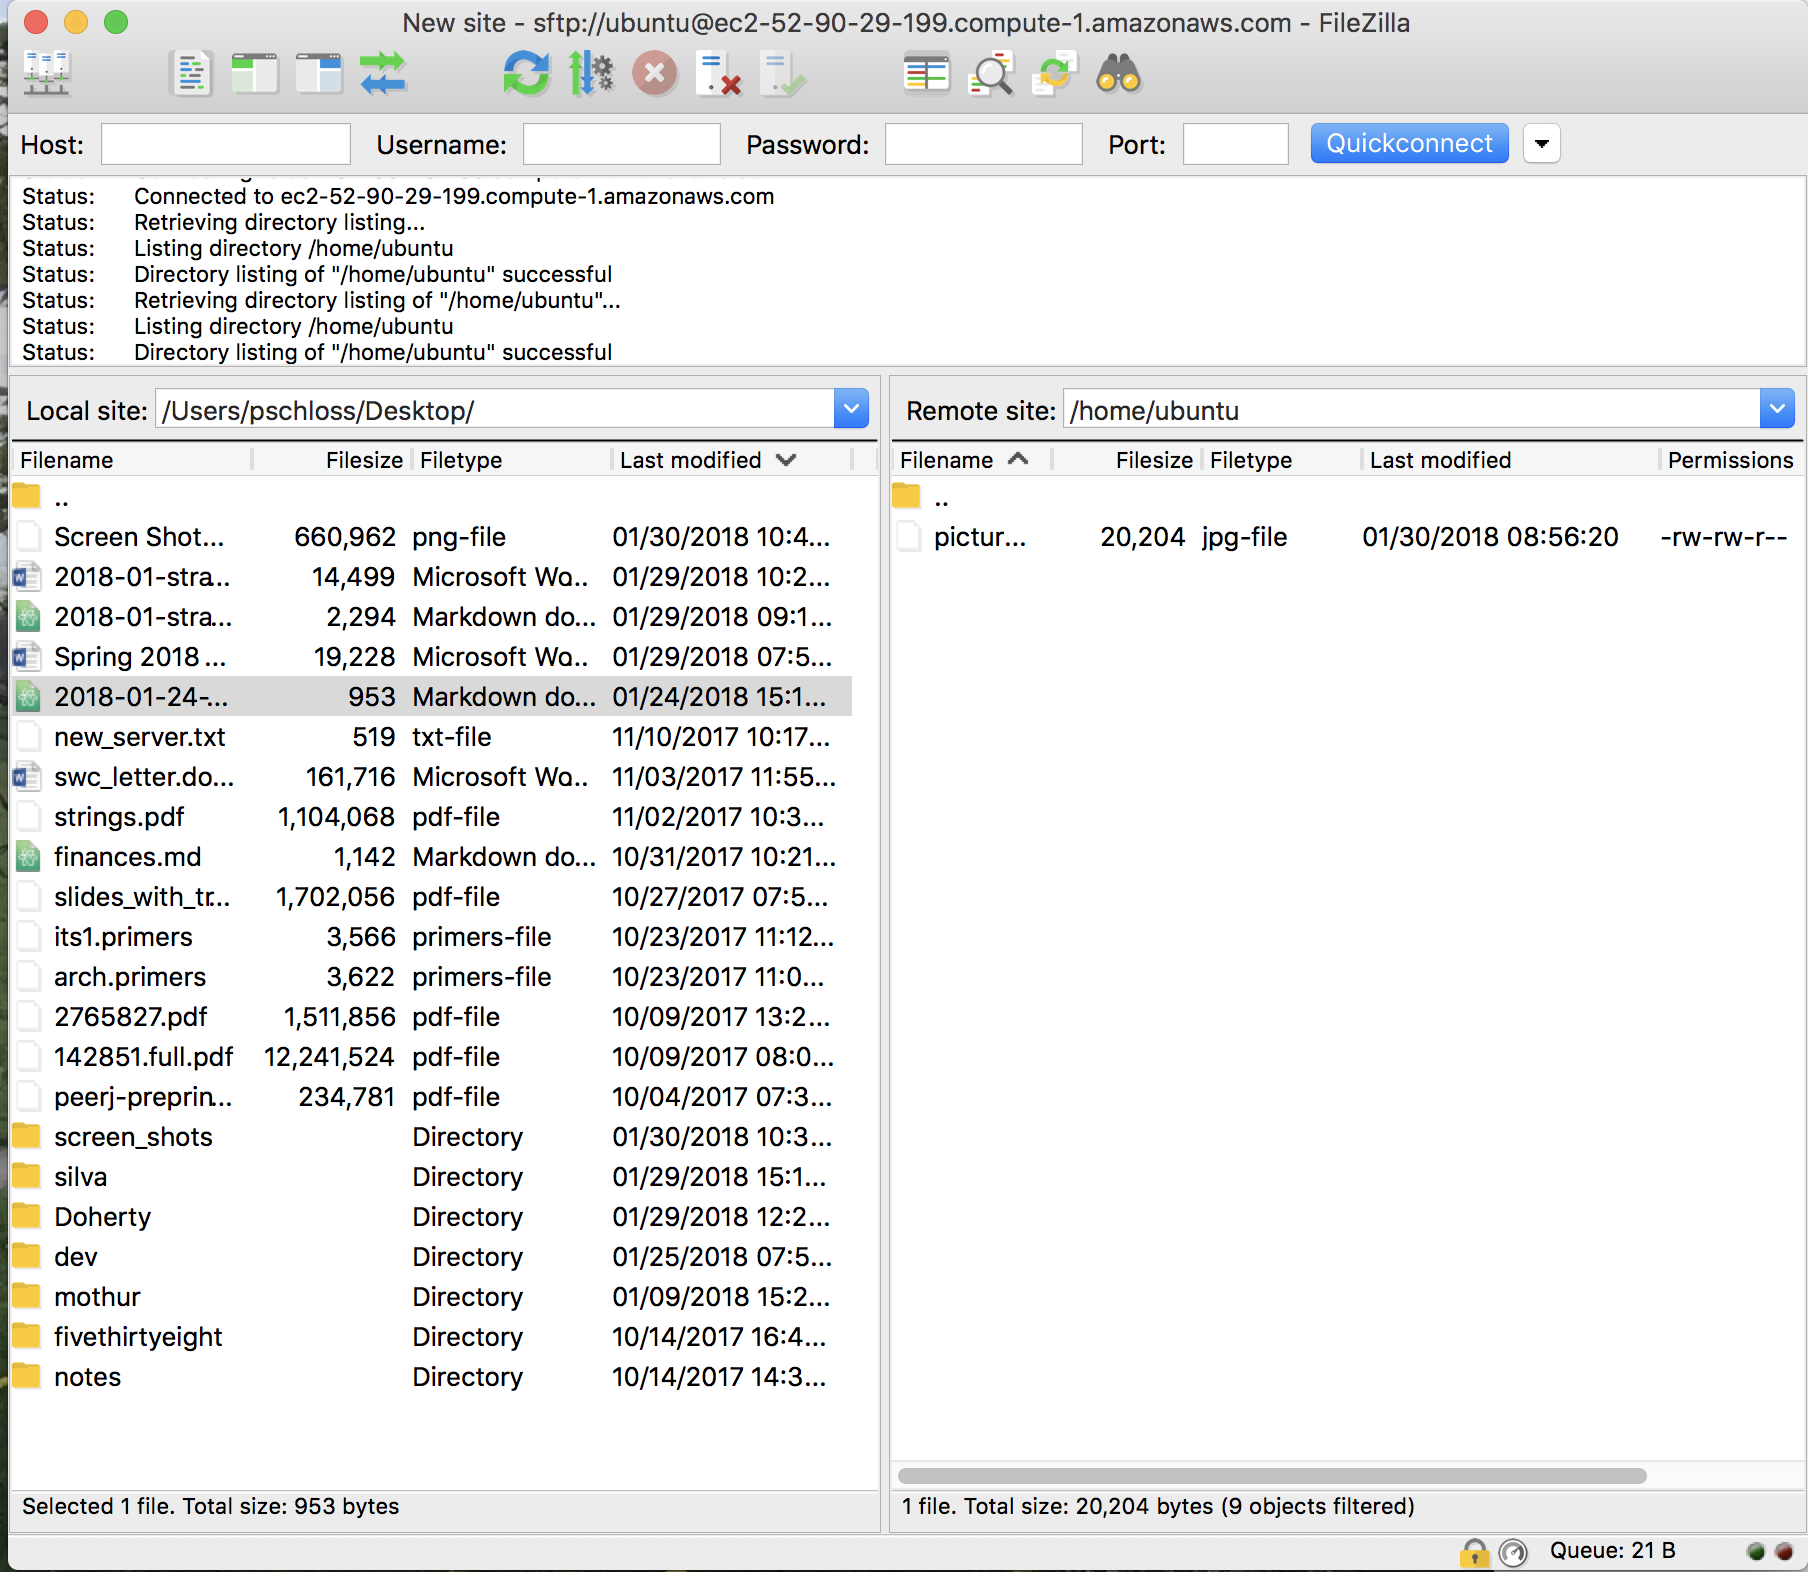 New site - sftp://ubuntu@ec2-52-90-29-199.compute-1.amazonaws.com - FileZilla
Host: Username: Password: Port: Quickconnect
Status: Connected to ec2-52-90-29-199.compute-1.amazonaws.com
Status: Retrieving directory listing...
Status: Listing directory /home/ubuntu
Status: Directory listing of "/home/ubuntu" successful
Status: Retrieving directory listing of "/home/ubuntu"...
Status: Listing directory /home/ubuntu
Status: Directory listing of "/home/ubuntu" successful
Local site: /Users/pschloss/Desktop/
Filename Filesize Filetype Last modified
..
Screen Shot... 660,962 png-file 01/30/2018 10:4...
2018-01-stra... 14,499 Microsoft Wo... 01/29/2018 10:2...
2018-01-stra... 2,294 Markdown do... 01/29/2018 09:1...
Spring 2018 ... 19,228 Microsoft Wo... 01/29/2018 07:5...
2018-01-24-... 953 Markdown do... 01/24/2018 15:1...
new_server.txt 519 txt-file 11/10/2017 10:17...
swc_letter.do... 161,716 Microsoft Wo... 11/03/2017 11:55...
strings.pdf 1,104,068 pdf-file 11/02/2017 10:3...
finances.md 1,142 Markdown do... 10/31/2017 10:21...
slides_with_tr... 1,702,056 pdf-file 10/27/2017 07:5...
its1.primers 3,566 primers-file 10/23/2017 11:12...
arch.primers 3,622 primers-file 10/23/2017 11:0...
2765827.pdf 1,511,856 pdf-file 10/09/2017 13:2...
142851.full.pdf 12,241,524 pdf-file 10/09/2017 08:0...
peerj-preprin... 234,781 pdf-file 10/04/2017 07:3...
screen_shots Directory 01/30/2018 10:3...
silva Directory 01/29/2018 15:1...
Doherty Directory 01/29/2018 12:2...
dev Directory 01/25/2018 07:5...
mothur Directory 01/09/2018 15:2...
fivethirtyeight Directory 10/14/2017 16:4...
notes Directory 10/14/2017 14:3...
Selected 1 file. Total size: 953 bytes
Remote site: /home/ubuntu
Filename Filesize Filetype Last modified Permissions
..
pictur... 20,204 jpg-file 01/30/2018 08:56:20 -rw-rw-r--
1 file. Total size: 20,204 bytes (9 objects filtered)
Queue: 21 B